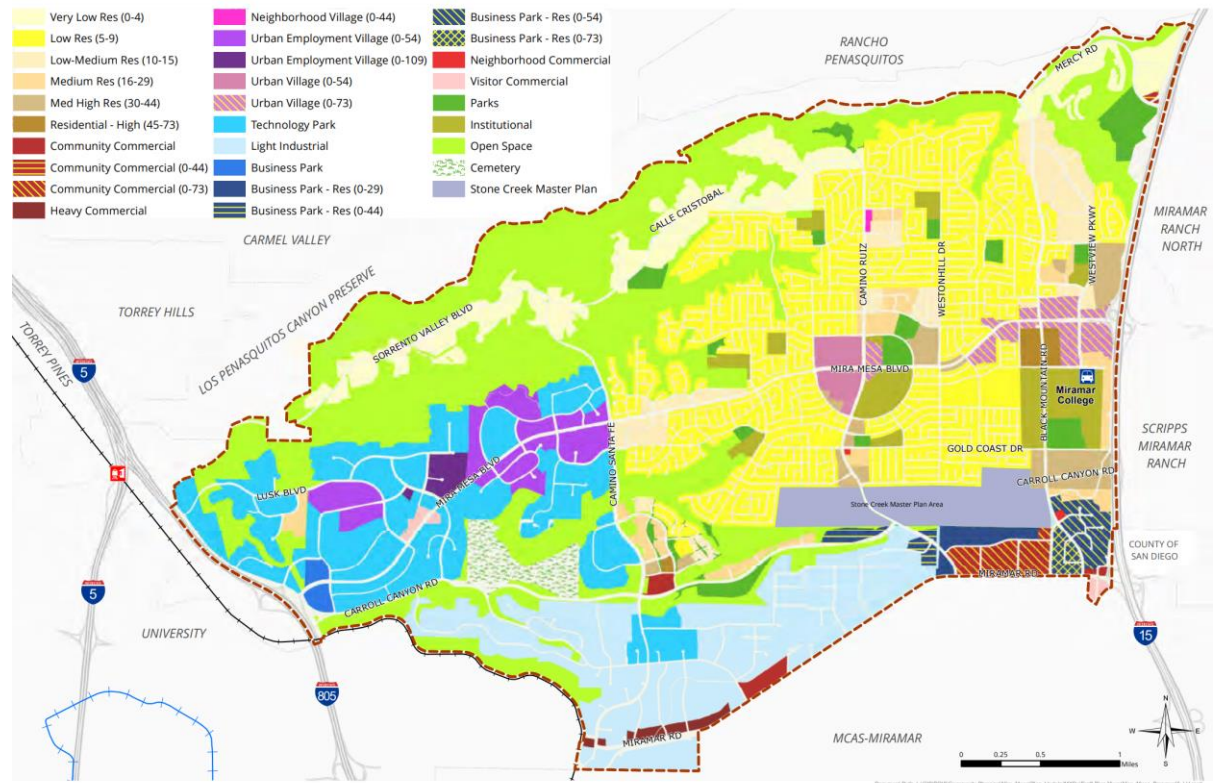 Very Low Res (0-4)
Low Res (5-9)
Low-Medium Res (10-15)
Medium Res (16-29)
Med High Res (30-44)
Residential - High (45-73)
Community Commercial
Community Commercial (0-44)
Community Commercial (0-73)
Heavy Commercial
Neighborhood Village (0-44)
Urban Employment Village (0-54)
Urban Employment Village (0-109)
Urban Village (0-54)
Urban Village (0-73)
Technology Park
Light Industrial
Business Park
Business Park - Res (0-29)
Business Park - Res (0-44)
Business Park - Res (0-54)
Business Park - Res (0-73)
Neighborhood Commercial
Visitor Commercial
Parks
Institutional
Open Space
Cemetery
Stone Creek Master Plan
RANCHO
PENASQUITOS
MERCY RD
CARMEL VALLEY
CALLE CRISTOBAL
MIRAMAR
RANCH
NORTH
WESTVIEW PKWY
CAMINO RUIZ
WESTONHILL DR
TORREY HILLS
LOS PENASQUITOS CANYON PRESERVE
SORRENTO VALLEY BLVD
TORREY PINES
5
MIRA MESA BLVD
BLACK MOUNTAIN RD
Miramar
College
SCRIPPS
MIRAMAR
RANCH
GOLD COAST DR
CAMINO SANTA FE
MIRA MESA BLVD
LUSK BLVD
CARROLL CANYON RD
Stone Creek Master Plan Area
COUNTY OF
SAN DIEGO
MIRAMAR RD
CARROLL CANYON RD
5
UNIVERSITY
15
805
MIRAMAR RD
MCAS-MIRAMAR
N
W
E
S
0
0.25
0.5
1
Miles